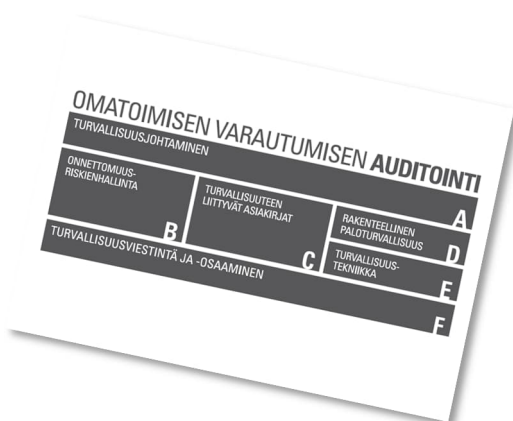 OMATOIMISEN VARAUTUMISEN AUDITOINTI
TURVALLISUUSJOHTAMINEN
A
ONNETTOMUUS-
RISKIENHALLINTA
B
TURVALLISUUTEEN
LIITTYVÄT ASIAKIRJAT
C
RAKENTEELLINEN
PALOTURVALLISUUS
D
TURVALLISUUS-
TEKNIIKKA
E
TURVALLISUUSVIESTINTÄ JA -OSAAMINEN
F